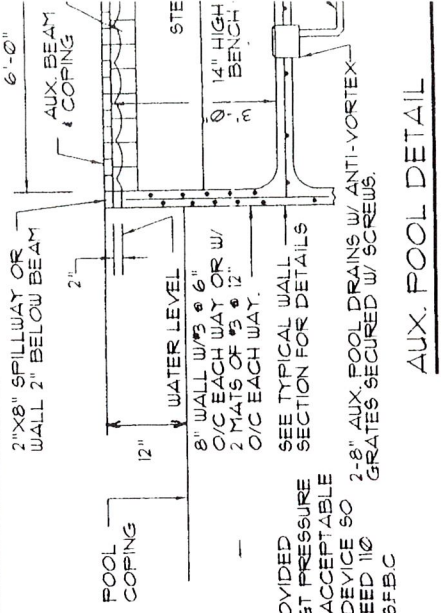 6'-0"
2"X8" SPILLWAY OR
WALL 2" BELOW BEAM
AUX. BEAM
& COPING
STE
2"
POOL
COPING
12"
WATER LEVEL
14" HIGH
BENCH
3'-0"
8" WALL W/#3 @ 6"
O/C EACH WAY OR W/
2 MATS OF #3 @ 12"
O/C EACH WAY.
SEE TYPICAL WALL
SECTION FOR DETAILS
2-8" AUX. POOL DRAINS W/ ANTI-VORTEX
GRATES SECURED W/ SCREWS.
OVIDED
ST PRESSURE
ACCEPTABLE
DEVICE SO
EED 110
S.F.B.C
AUX. POOL DETAIL